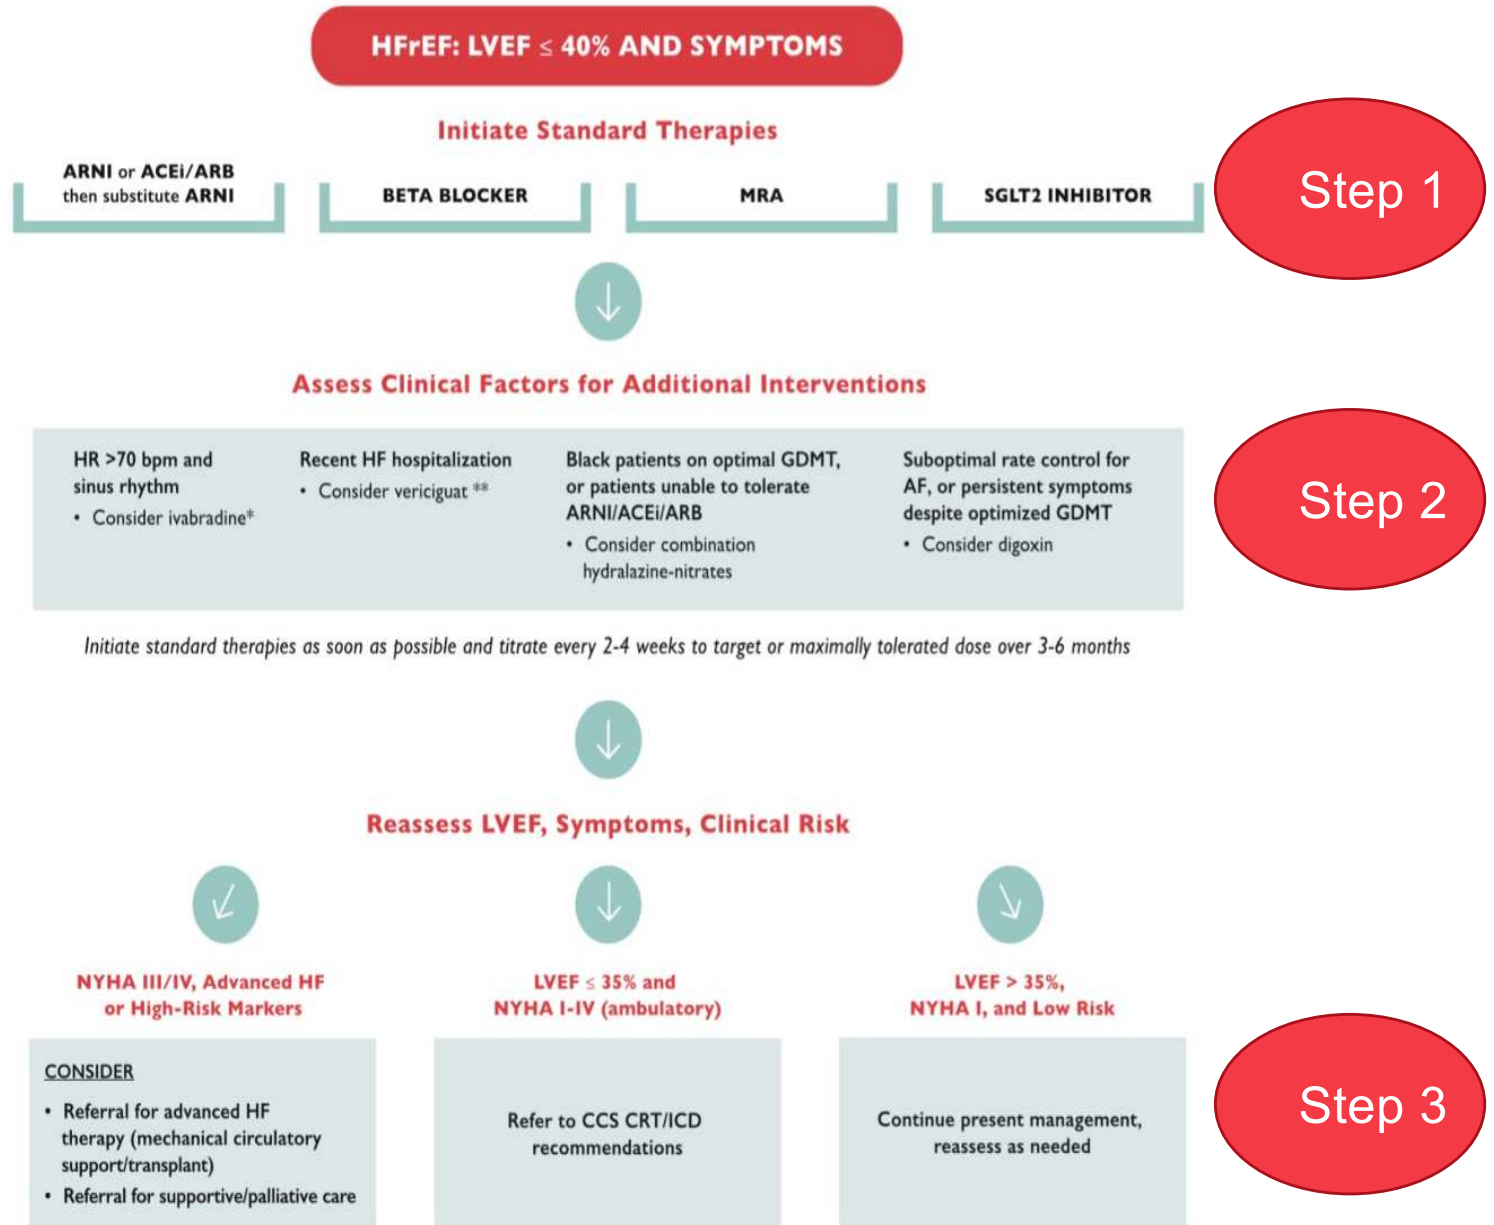 HFrEF: LVEF ≤ 40% AND SYMPTOMS
Initiate Standard Therapies
ARNI or ACEi/ARB
then substitute ARNI
BETA BLOCKER
MRA
SGLT2 INHIBITOR
Step 1
Assess Clinical Factors for Additional Interventions
HR >70 bpm and
sinus rhythm
• Consider ivabradine*
Recent HF hospitalization
• Consider vericiguat **
Black patients on optimal GDMT,
or patients unable to tolerate
ARNI/ACEi/ARB
• Consider combination
hydralazine-nitrates
Suboptimal rate control for
AF, or persistent symptoms
despite optimized GDMT
• Consider digoxin
Step 2
Initiate standard therapies as soon as possible and titrate every 2-4 weeks to target or maximally tolerated dose over 3-6 months
Reassess LVEF, Symptoms, Clinical Risk
NYHA III/IV, Advanced HF
or High-Risk Markers
CONSIDER
• Referral for advanced HF
therapy (mechanical circulatory
support/transplant)
• Referral for supportive/palliative care
LVEF ≤ 35% and
NYHA I-IV (ambulatory)
Refer to CCS CRT/ICD
recommendations
LVEF > 35%,
NYHA I, and Low Risk
Continue present management,
reassess as needed
Step 3